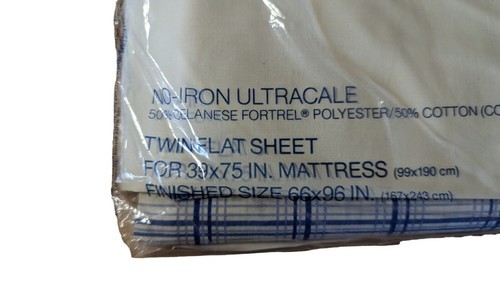 NO-IRON ULTRACALE
50% CELANESE FORTREL® POLYESTER/50% COTTON (CO
TWIN FLAT SHEET
FOR 39x75 IN. MATTRESS (99x190 cm)
FINISHED SIZE 66x96 IN. (167x243 cm)